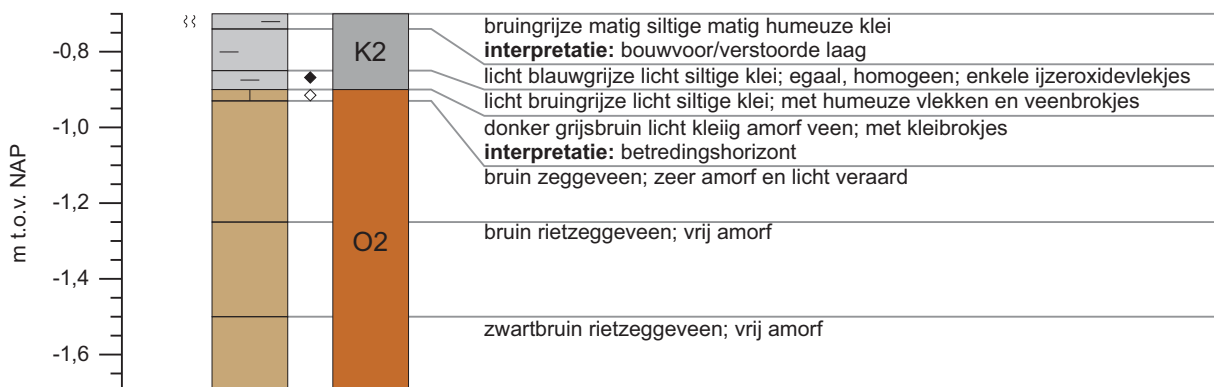 bruingrijze matig siltige matig humeuze klei
interpretatie: bouwvoor/verstoorde laag
licht blauwgrijze licht siltige klei; egaal, homogeen; enkele ijzeroxidevlekjes
licht bruingrijze licht siltige klei; met humeuze vlekken en veenbrokjes
donker grijsbruin licht kleiig amorf veen; met kleibrokjes
interpretatie: betredingshorizont
bruin zeggeveen; zeer amorf en licht veraard
bruin rietzeggeveen; vrij amorf
zwartbruin rietzeggeveen; vrij amorf
K2
O2
-0,8
-1,0
-1,2
-1,4
-1,6
m t.o.v. NAP